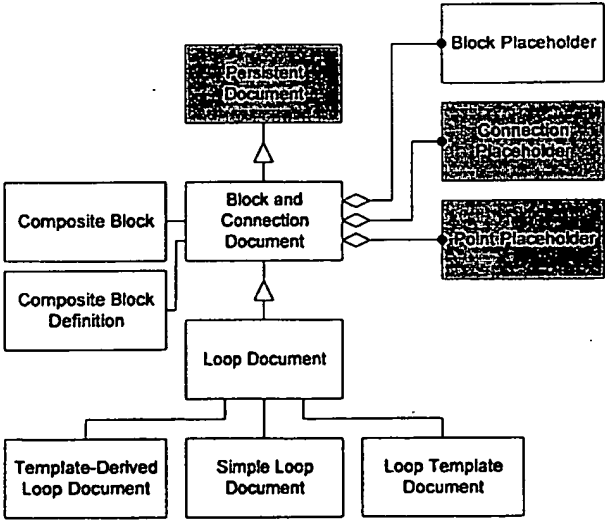 Block Placeholder
Persistent
Document
Connection
Placeholder
Composite Block
Block and
Connection
Document
Point Placeholder
Composite Block
Definition
Loop Document
Template-Derived
Loop Document
Simple Loop
Document
Loop Template
Document